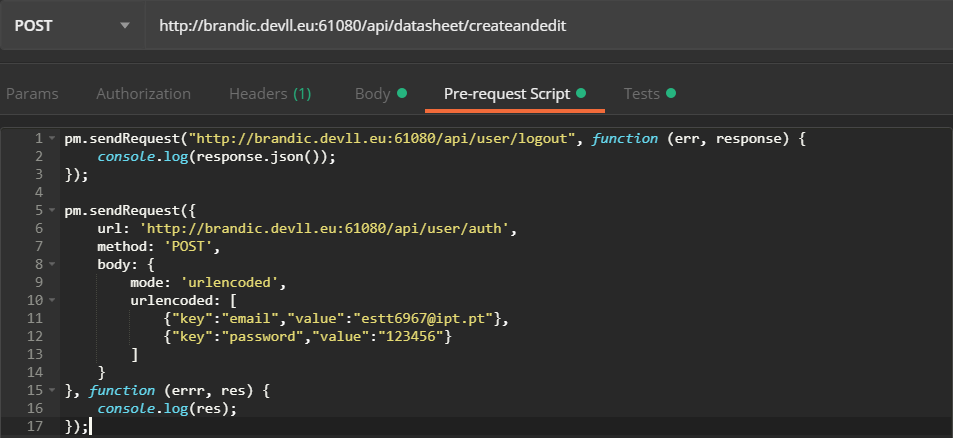 POST http://brandic.devll.eu:61080/api/datasheet/createandedit
Params Authorization Headers (1) Body Pre-request Script Tests
1 pm.sendRequest("http://brandic.devll.eu:61080/api/user/logout", function (err, response) {
2     console.log(response.json());
3 });
4
5 pm.sendRequest({
6     url: 'http://brandic.devll.eu:61080/api/user/auth',
7     method: 'POST',
8     body: {
9         mode: 'urlencoded',
10         urlencoded: [
11             {"key":"email","value":"estt6967@ipt.pt"},
12             {"key":"password","value":"123456"}
13         ]
14     }
15 }, function (errr, res) {
16     console.log(res);
17 });